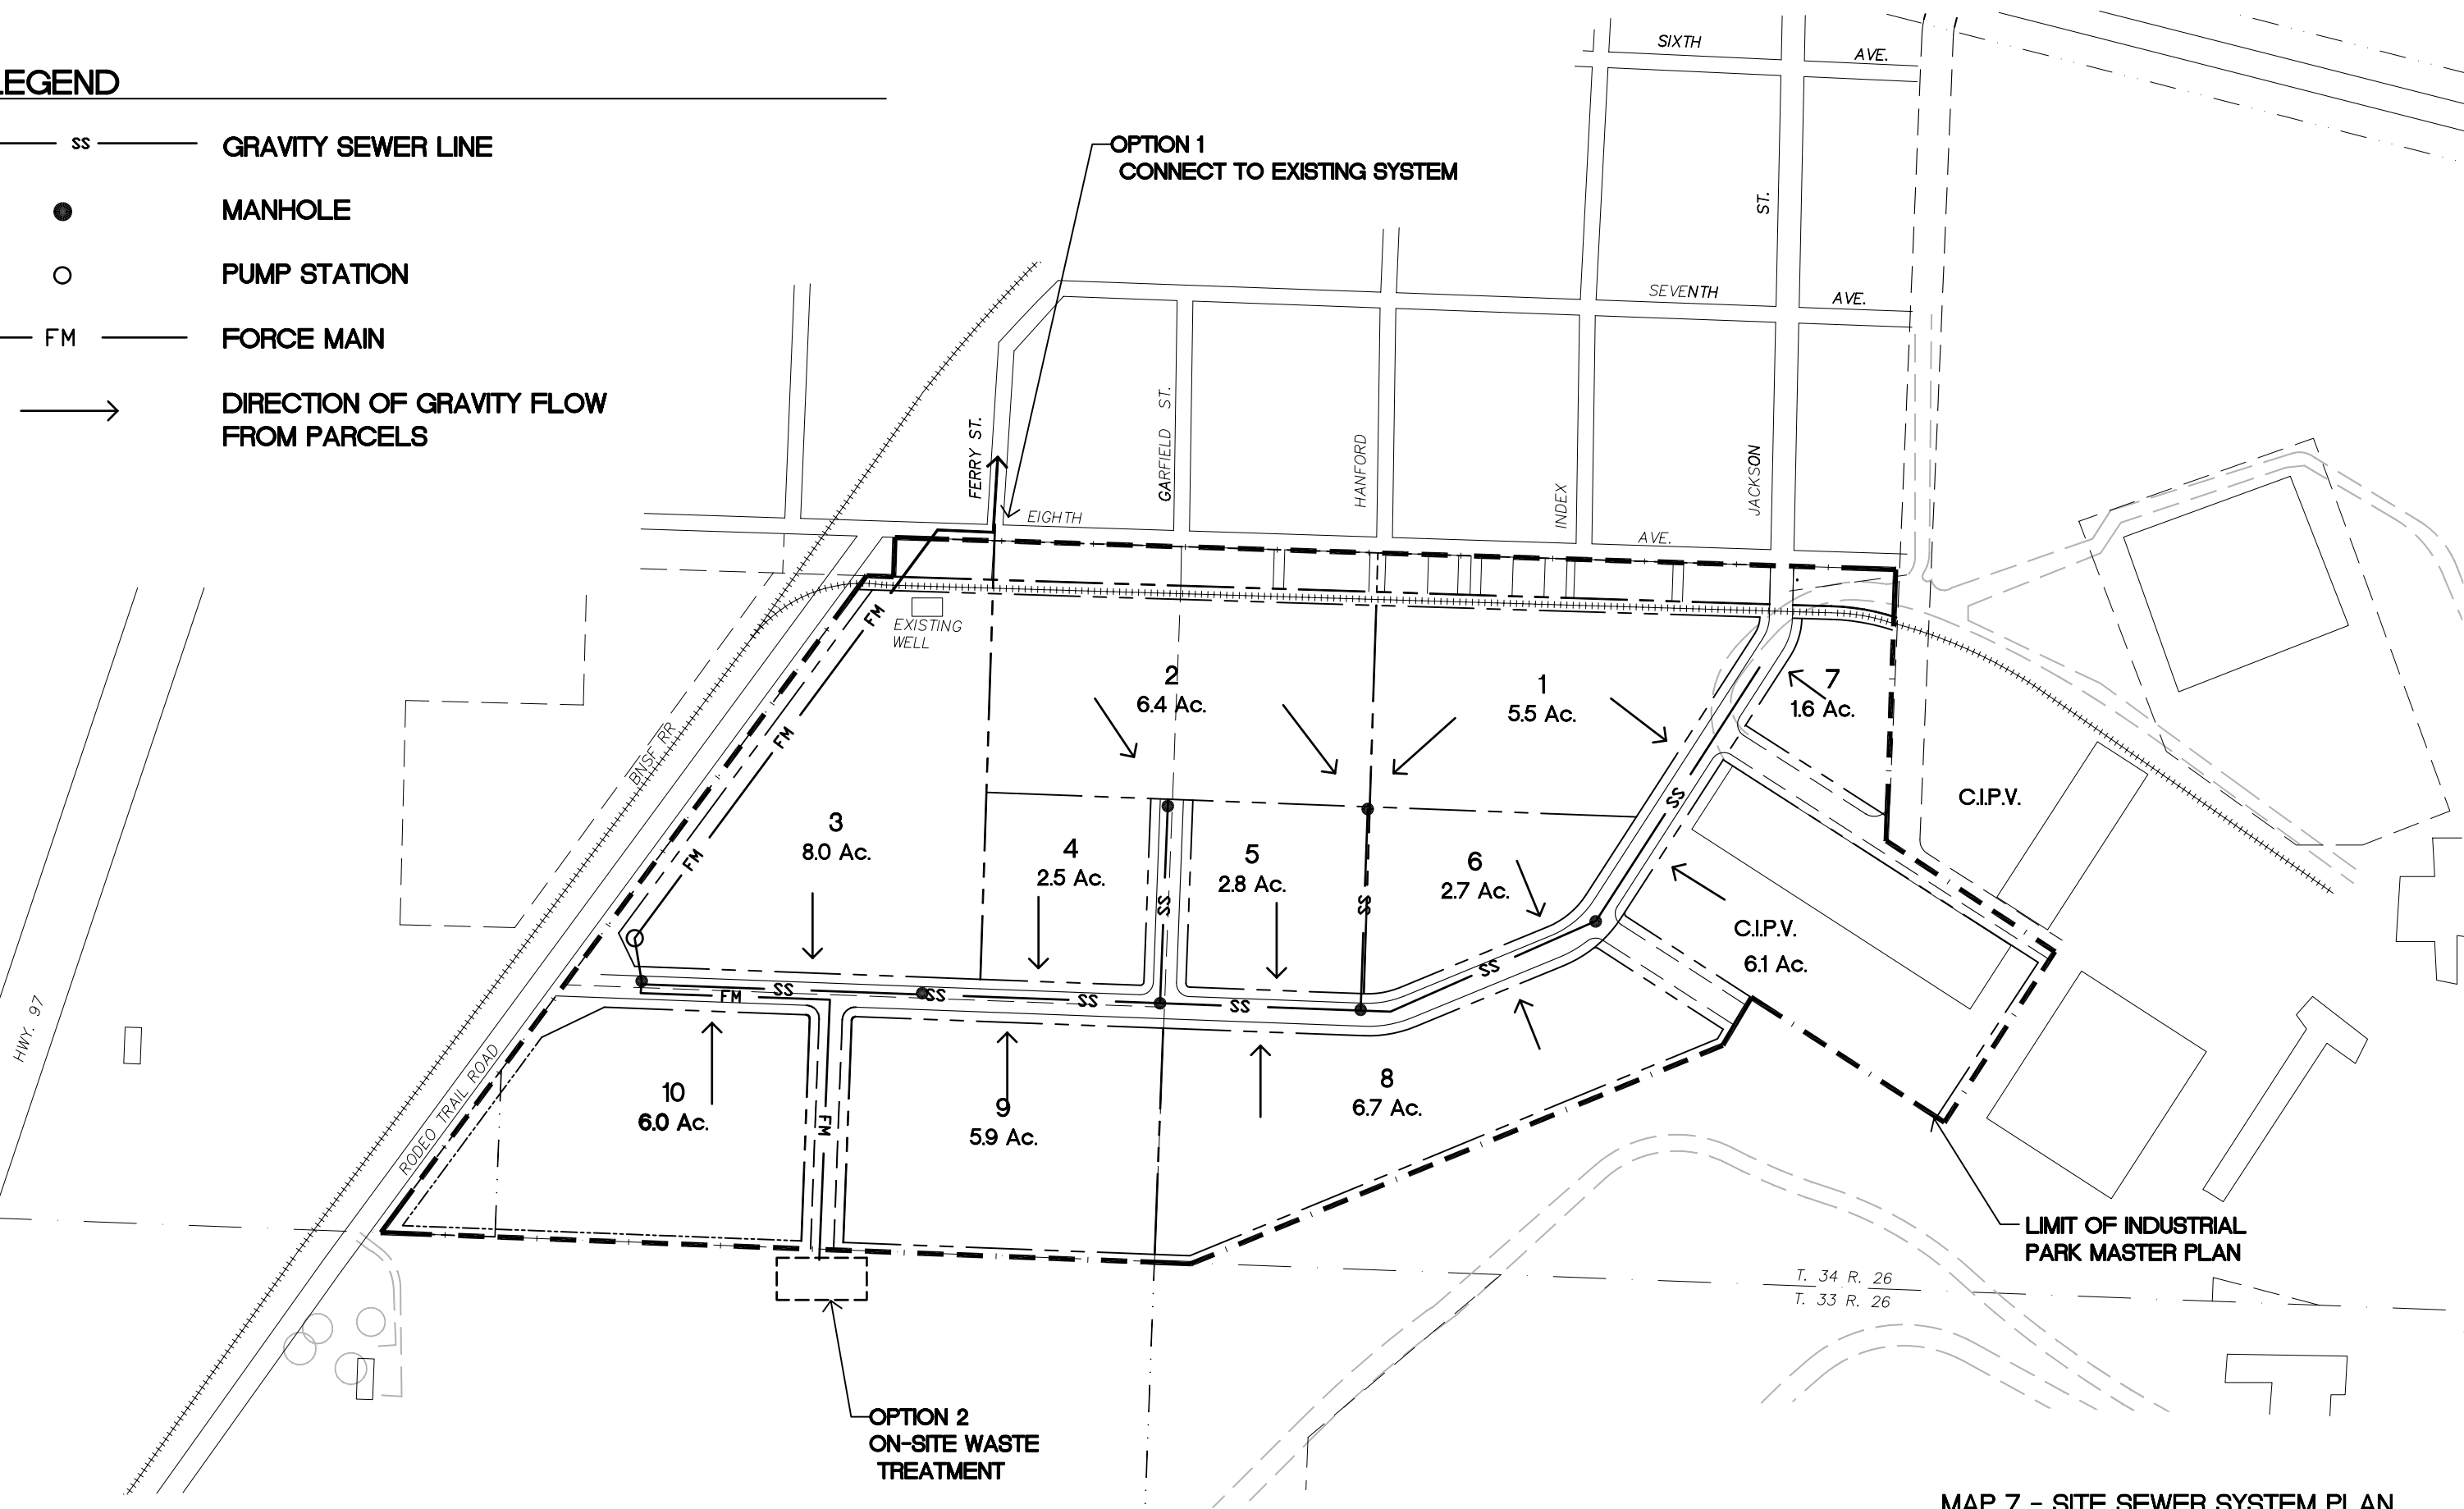 LEGEND
SS
GRAVITY SEWER LINE
MANHOLE
PUMP STATION
FM
FORCE MAIN
DIRECTION OF GRAVITY FLOW
FROM PARCELS
OPTION 1
CONNECT TO EXISTING SYSTEM
SIXTH
AVE.
ST.
SEVENTH
AVE.
FERRY ST.
GARFIELD ST.
HANFORD
INDEX
JACKSON
EIGHTH
AVE.
EXISTING
WELL
FM
FM
FM
BNSF RR
2
6.4 Ac.
1
5.5 Ac.
7
1.6 Ac.
C.I.P.V.
SS
3
8.0 Ac.
4
2.5 Ac.
5
2.8 Ac.
6
2.7 Ac.
SS
SS
C.I.P.V.
6.1 Ac.
SS
SS
SS
SS
SS
FM
FM
HWY. 97
RODEO TRAIL ROAD
10
6.0 Ac.
9
5.9 Ac.
8
6.7 Ac.
LIMIT OF INDUSTRIAL
PARK MASTER PLAN
T. 34 R. 26
T. 33 R. 26
OPTION 2
ON-SITE WASTE
TREATMENT
MAP 7 - SITE SEWER SYSTEM PLAN